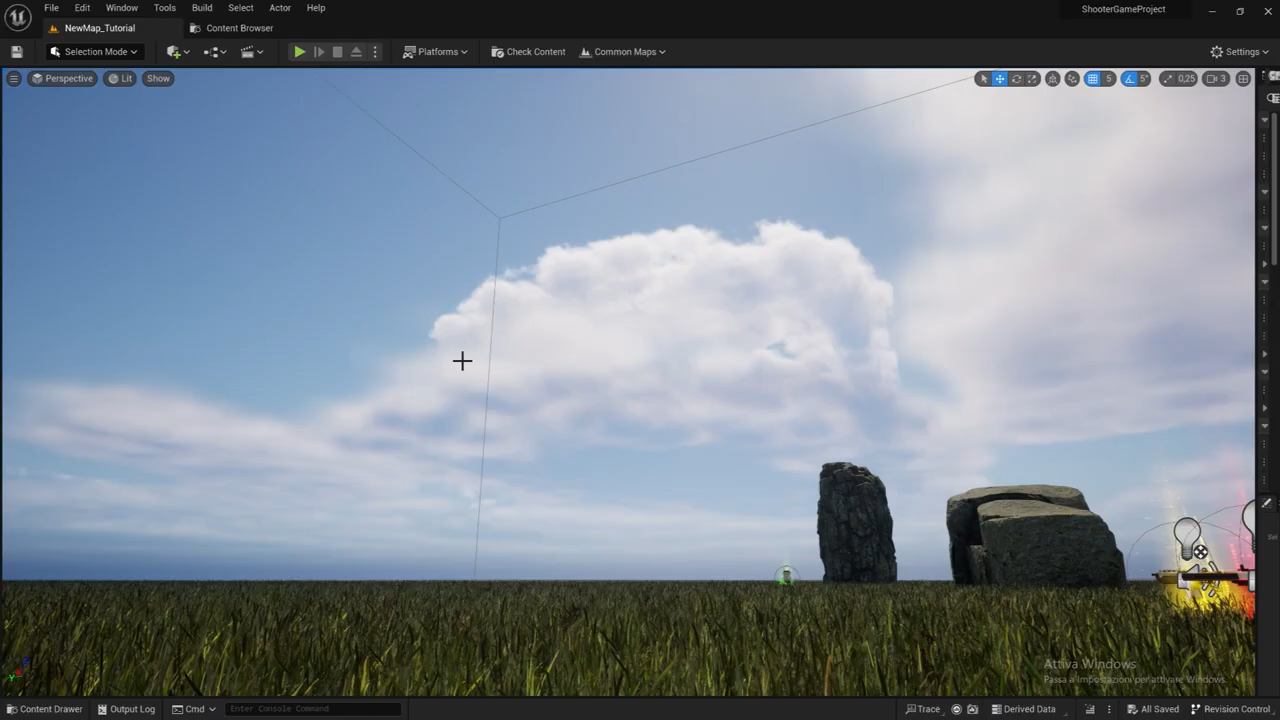 File Edit Window Tools Build Select Actor Help
ShooterGameProject
NewMap_Tutorial
Content Browser
Selection Mode
Platforms
Check Content
Common Maps
Settings
Perspective
Lit
Show
5
5°
0,25
3
Attiva Windows
Passa a Impostazioni per attivare Windows.
Content Drawer
Output Log
Cmd
Enter Console Command
Trace
Derived Data
All Saved
Revision Control